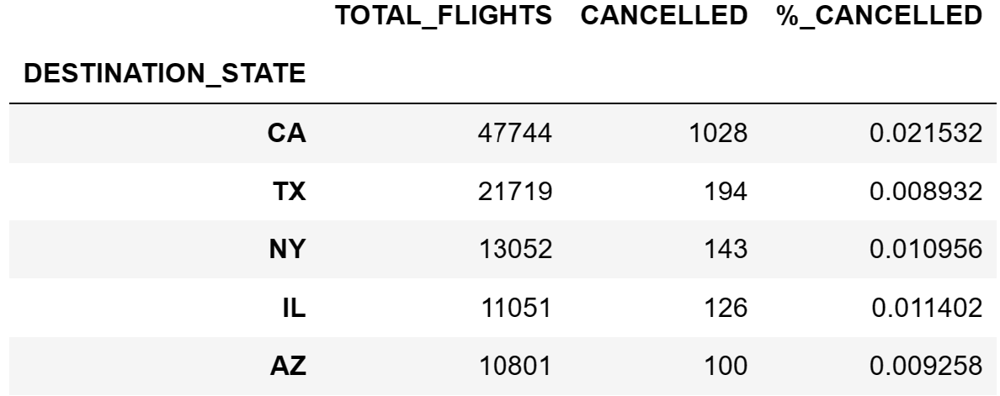 TOTAL_FLIGHTS CANCELLED %_CANCELLED
DESTINATION_STATE
CA 47744 1028 0.021532
TX 21719 194 0.008932
NY 13052 143 0.010956
IL 11051 126 0.011402
AZ 10801 100 0.009258